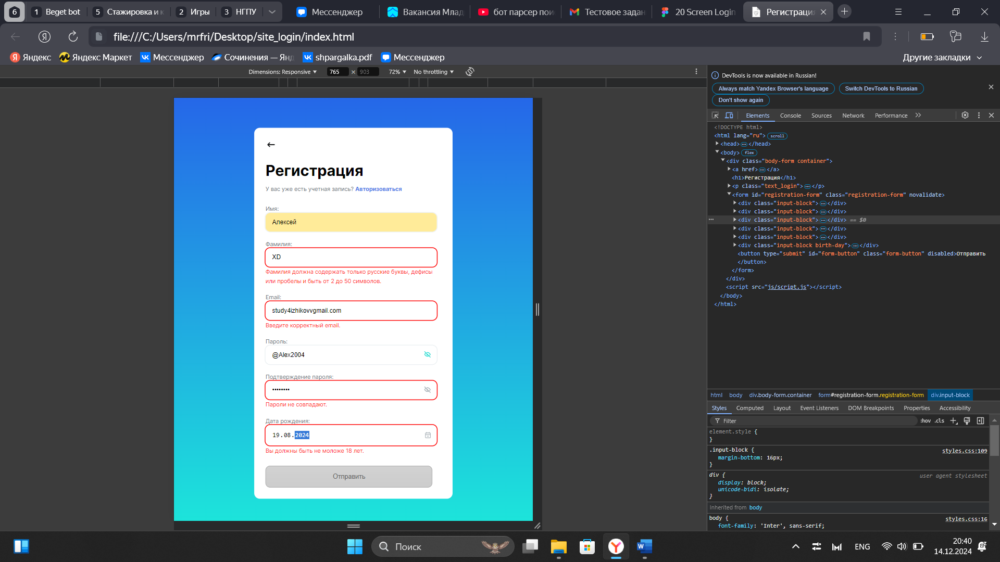 6
1 Beget bot
5 Стажировка и к
2 Игры
3 НГПУ
Мессенджер
Вакансия Млад
бот парсер пои
Тестовое задан
20 Screen Login
Регистраци
file:///C:/Users/mrfri/Desktop/site_login/index.html
Яндекс
Яндекс Маркет
Мессенджер
Сочинения — Янд
shpargalka.pdf
Мессенджер
Другие закладки
Dimensions: Responsive
765 × 903
72%
No throttling
Регистрация
У вас уже есть учетная запись? Авторизоваться
Имя:
Алексей
Фамилия:
XD
Фамилия должна содержать только русские буквы, дефисы
или пробелы и быть от 2 до 50 символов.
Email:
study4izhikovvgmail.com
Введите корректный email.
Пароль:
@Alex2004
Подтверждение пароля:
••••••••
Пароли не совпадают.
Дата рождения:
19.08.2024
Вы должны быть не моложе 18 лет.
Отправить
DevTools is now available in Russian!
Always match Yandex Browser's language
Switch DevTools to Russian
Don't show again
Elements Console Sources Network Performance
<!DOCTYPE html>
<html lang="ru"> scroll
<head> ••• </head>
<body> flex
<div class="body-form container">
<a href> ••• </a>
<h1>Регистрация</h1>
<p class="text_login"> ••• </p>
<form id="registration-form" class="registration-form" novalidate>
<div class="input-block"> ••• </div>
<div class="input-block"> ••• </div>
<div class="input-block"> ••• </div> == $0
<div class="input-block"> ••• </div>
<div class="input-block"> ••• </div>
<div class="input-block birth-day"> ••• </div>
<button type="submit" id="form-button" class="form-button" disabled>Отправить
</button>
</form>
</div>
<script src="js/script.js"></script>
</body>
</html>
html body div.body-form.container form#registration-form.registration-form div.input-block
Styles Computed Layout Event Listeners DOM Breakpoints Properties Accessibility
Filter
:hov .cls
element.style {
}
.input-block { styles.css:109
margin-bottom: 16px;
}
div { user agent stylesheet
display: block;
unicode-bidi: isolate;
}
Inherited from body
body { styles.css:16
font-family: 'Inter', sans-serif;
Поиск
ENG
20:40
14.12.2024